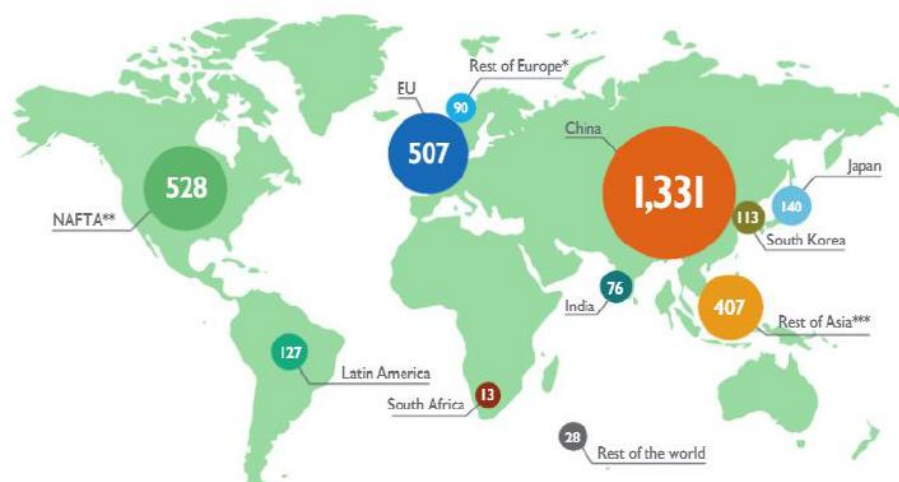 Rest of Europe*
90
EU
507
China
1,331
Japan
140
113
South Korea
528
NAFTA**
76
India
407
Rest of Asia***
127
Latin America
13
South Africa
28
Rest of the world